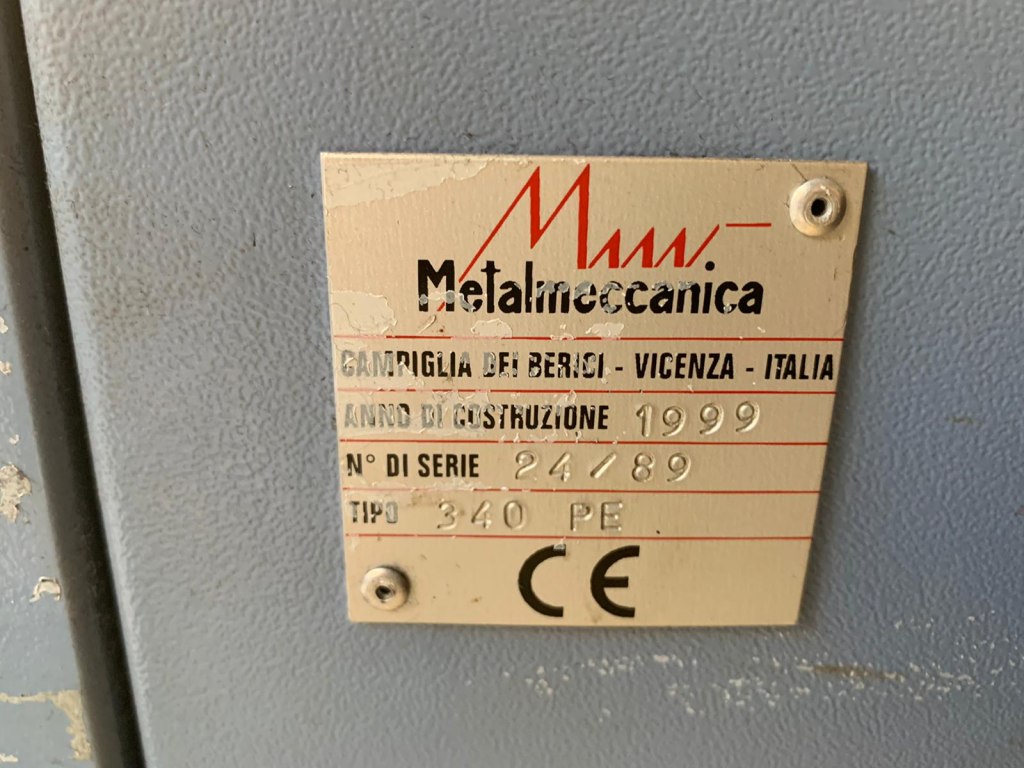 Metalmeccanica
CAMPIGLIA DEI BERICI - VICENZA - ITALIA
ANNO DI COSTRUZIONE 1999
N° DI SERIE 24/89
TIPO 340 PE
CE